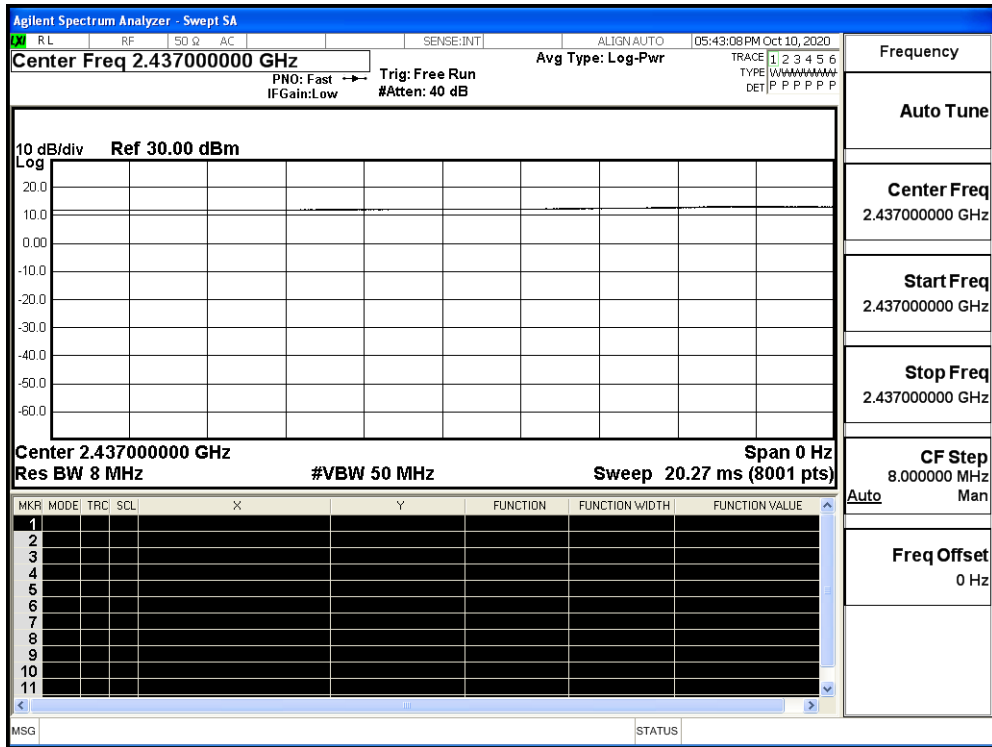 Agilent Spectrum Analyzer - Swept SA
LXI RL RF 50 Ω AC SENSE:INT ALIGN AUTO 05:43:08 PM Oct 10, 2020
Center Freq 2.437000000 GHz
PNO: Fast
IFGain:Low
Trig: Free Run
#Atten: 40 dB
Avg Type: Log-Pwr
TRACE 1 2 3 4 5 6
TYPE WWWWWW
DET P P P P P P
10 dB/div Ref 30.00 dBm
Log
20.0
10.0
0.00
-10.0
-20.0
-30.0
-40.0
-50.0
-60.0
Center 2.437000000 GHz Span 0 Hz
Res BW 8 MHz #VBW 50 MHz Sweep 20.27 ms (8001 pts)
MKR MODE TRC SCL X Y FUNCTION FUNCTION WIDTH FUNCTION VALUE
1
2
3
4
5
6
7
8
9
10
11
MSG STATUS
Frequency
Auto Tune
Center Freq
2.437000000 GHz
Start Freq
2.437000000 GHz
Stop Freq
2.437000000 GHz
CF Step
8.000000 MHz
Auto Man
Freq Offset
0 Hz